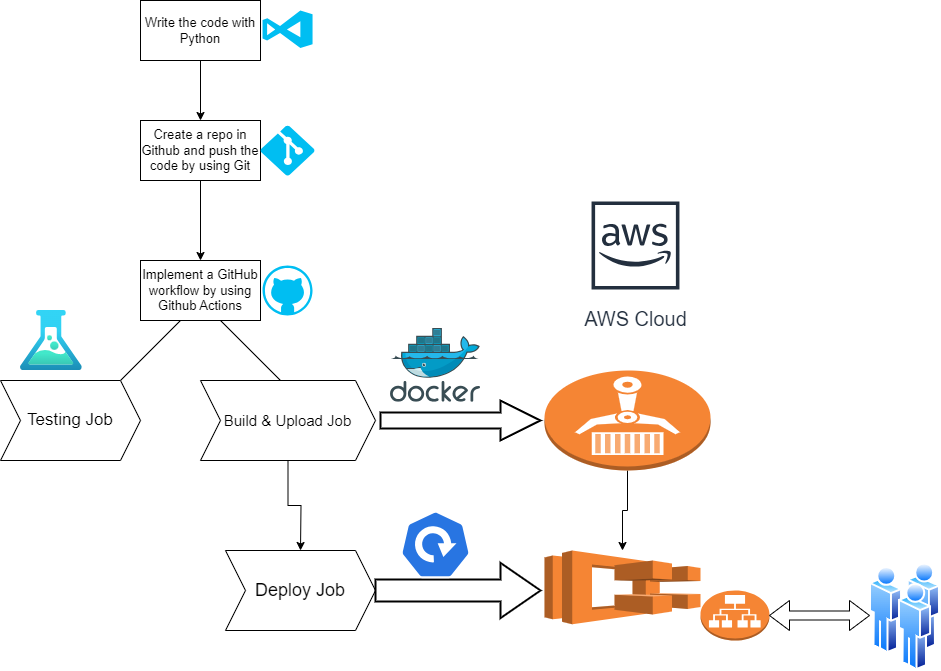 Write the code with
Python
Create a repo in
Github and push the
code by using Git
Implement a GitHub
workflow by using
Github Actions
aws
AWS Cloud
docker
Testing Job
Build & Upload Job
Deploy Job